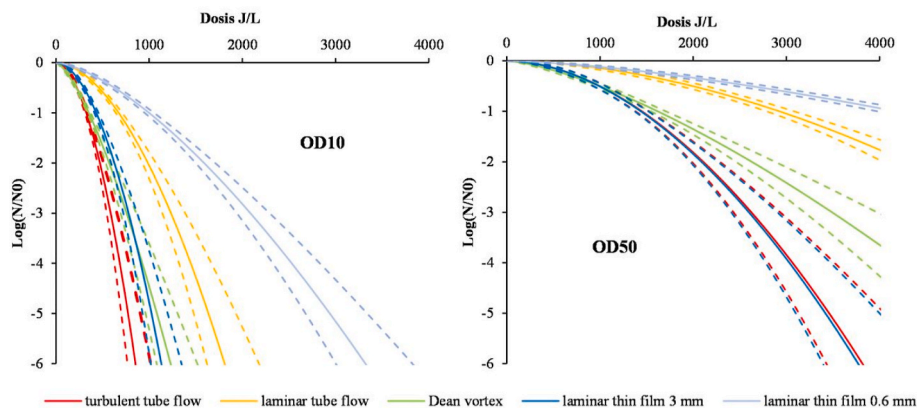 Dosis J/L
0 1000 2000 3000 4000
0
-1
-2
-3
-4
-5
-6
Log(N/N0)
OD10
Dosis J/L
0 1000 2000 3000 4000
0
-1
-2
-3
-4
-5
-6
Log(N/N0)
OD50
turbulent tube flow laminar tube flow Dean vortex laminar thin film 3 mm laminar thin film 0.6 mm